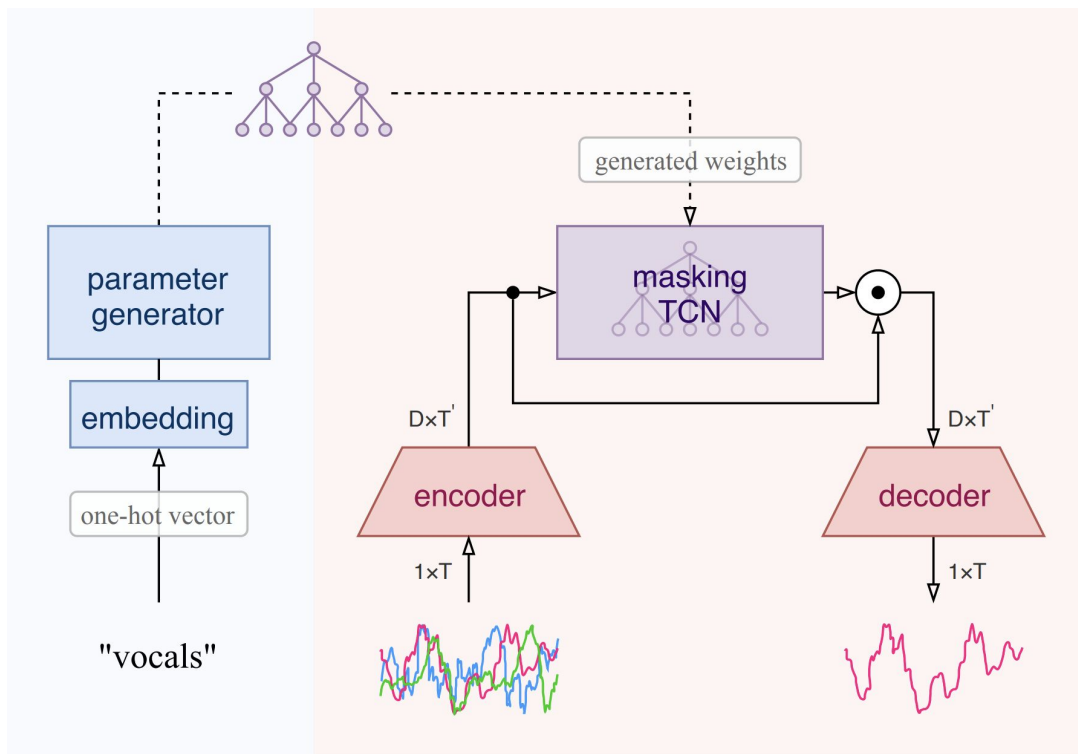 generated weights
parameter
generator
masking
TCN
embedding
D×T'
D×T'
encoder
decoder
one-hot vector
1×T
1×T
"vocals"